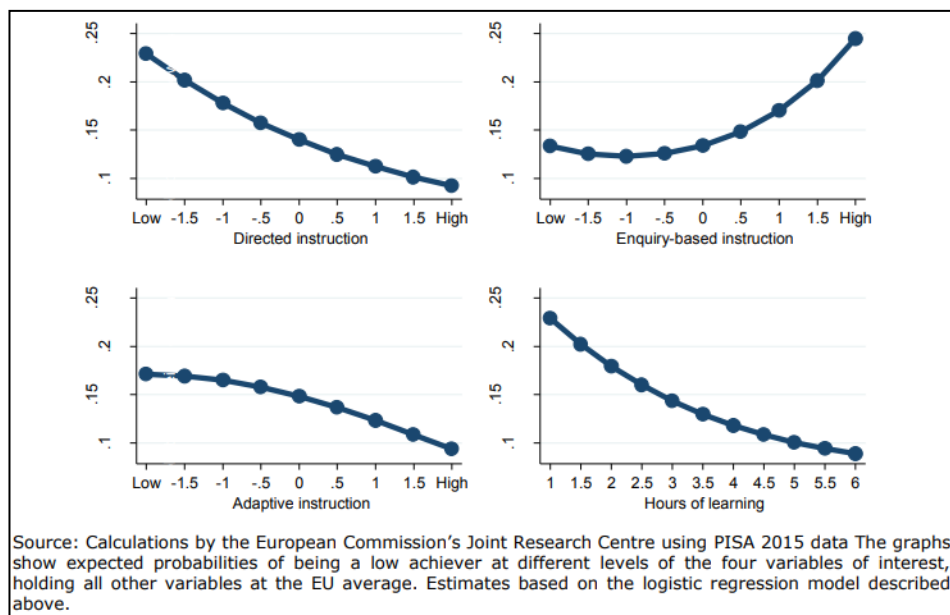 .25
.2
.15
.1
Low -1.5 -1 -.5 0 .5 1 1.5 High
Directed instruction
.25
.2
.15
.1
Low -1.5 -1 -.5 0 .5 1 1.5 High
Enquiry-based instruction
.25
.2
.15
.1
Low -1.5 -1 -.5 0 .5 1 1.5 High
Adaptive instruction
.25
.2
.15
.1
1 1.5 2 2.5 3 3.5 4 4.5 5 5.5 6
Hours of learning
Source: Calculations by the European Commission's Joint Research Centre using PISA 2015 data The graphs
show expected probabilities of being a low achiever at different levels of the four variables of interest,
holding all other variables at the EU average. Estimates based on the logistic regression model described
above.